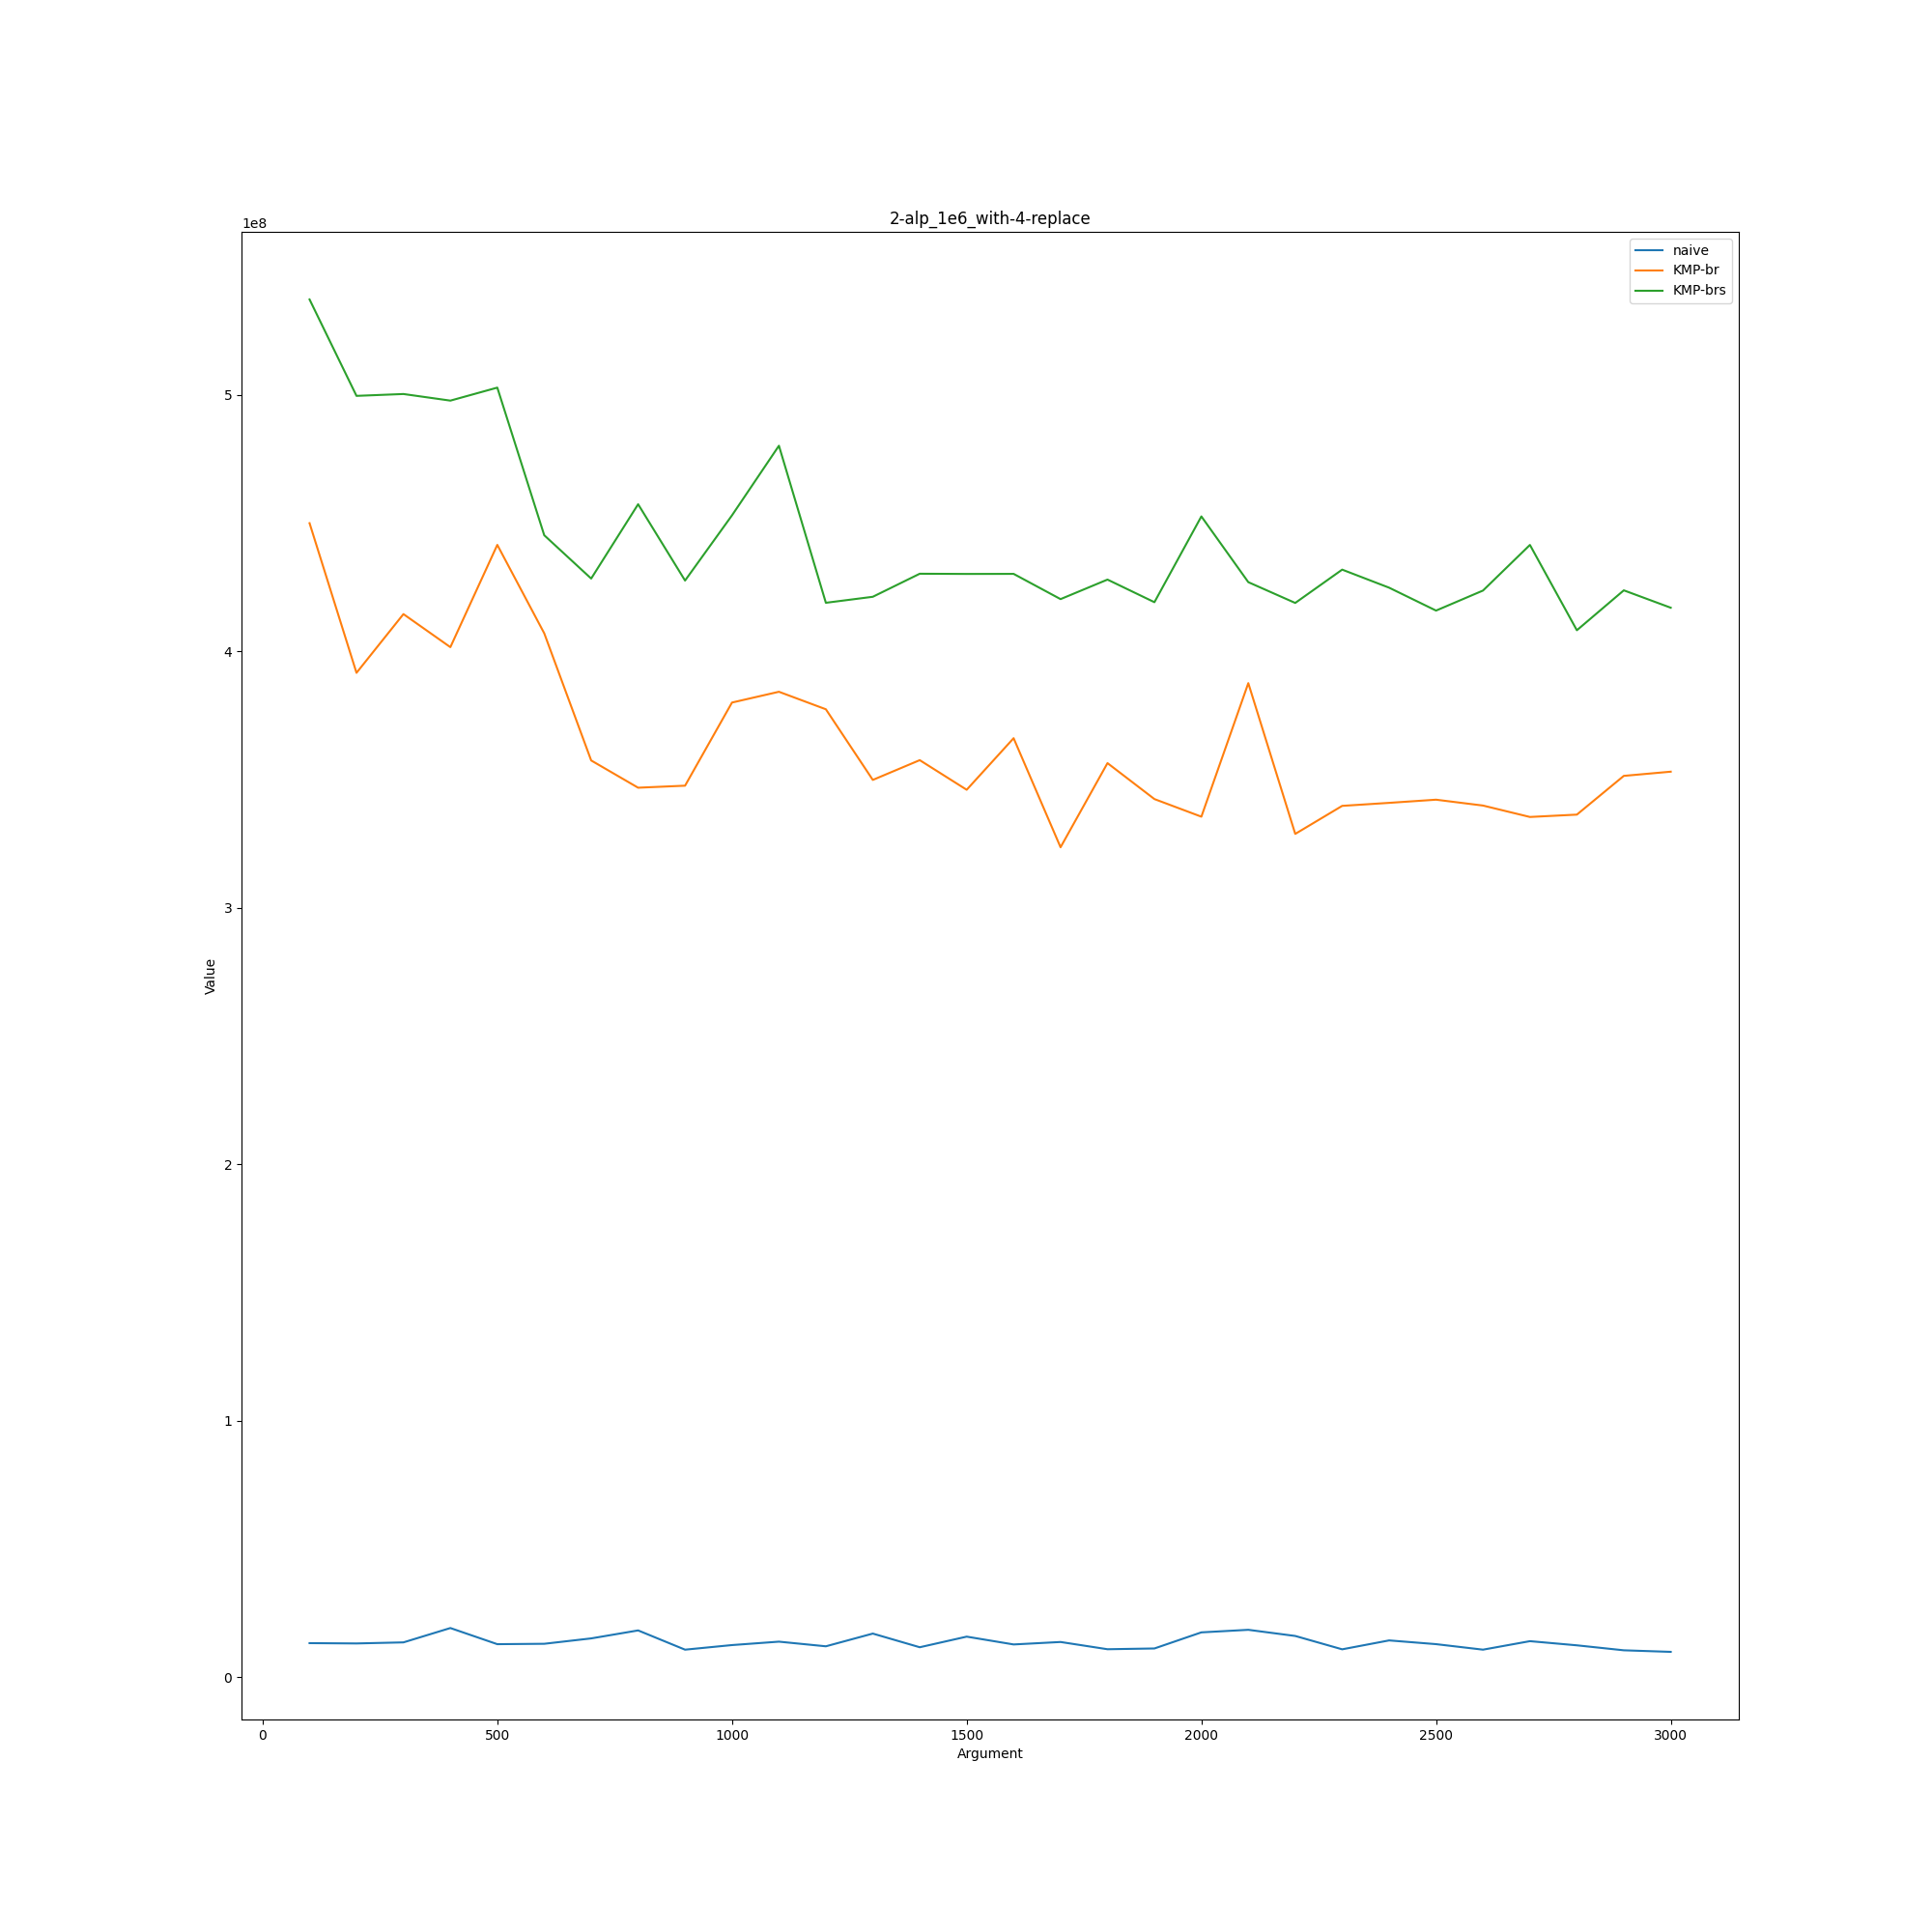 2-alp_1e6_with-4-replace
1e8
naive
KMP-br
KMP-brs
5
4
3
2
1
0
Value
0 500 1000 1500 2000 2500 3000
Argument